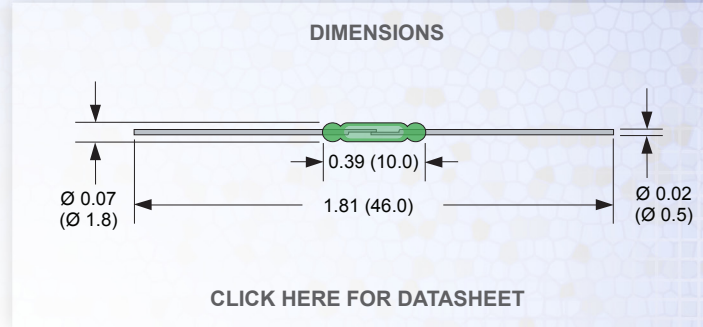 DIMENSIONS
0.39 (10.0)
Ø 0.07
(Ø 1.8)
1.81 (46.0)
Ø 0.02
(Ø 0.5)
CLICK HERE FOR DATASHEET